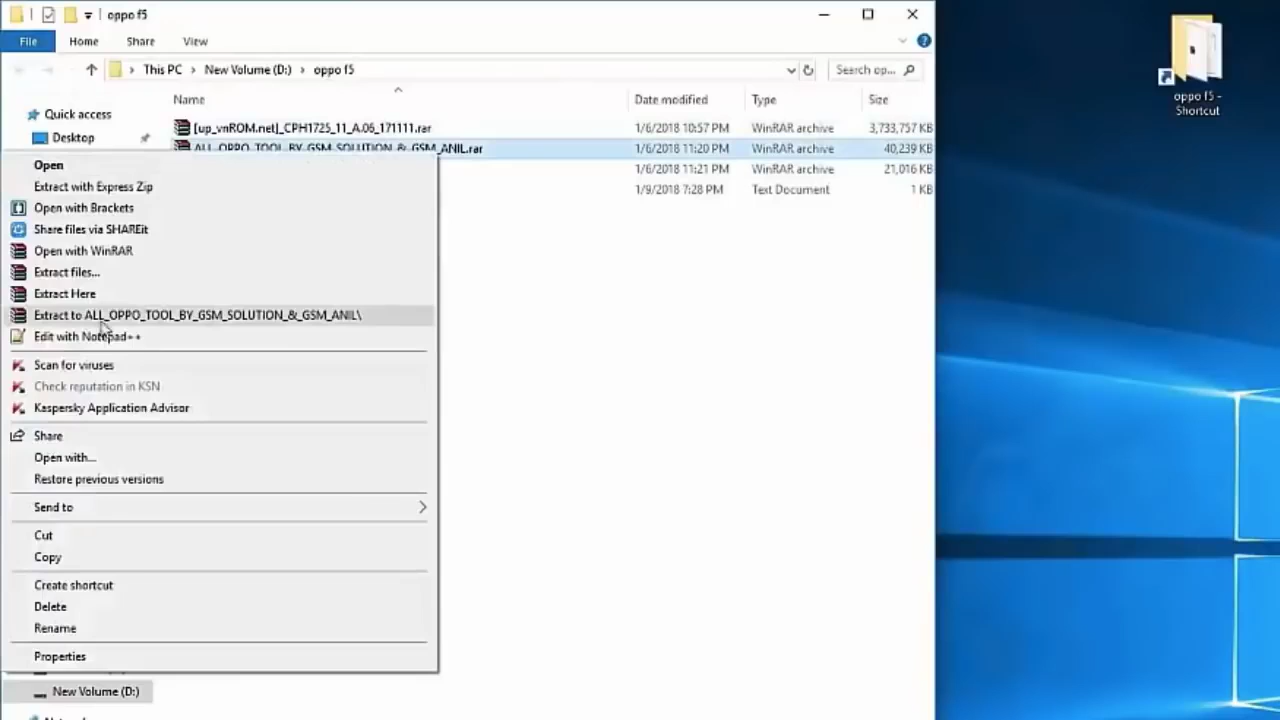 oppo f5
File Home Share View
This PC > New Volume (D:) > oppo f5 Search op...
Name Date modified Type Size
Quick access
Desktop
[up_vnROM.net]_CPH1725_11_A.06_171111.rar 1/6/2018 10:57 PM WinRAR archive 3,733,757 KB
ALL_OPPO_TOOL_BY_GSM_SOLUTION_&_GSM_ANIL.rar 1/6/2018 11:20 PM WinRAR archive 40,239 KB
1/6/2018 11:21 PM WinRAR archive 21,016 KB
1/9/2018 7:28 PM Text Document 1 KB
Open
Extract with Express Zip
Open with Brackets
Share files via SHAREit
Open with WinRAR
Extract files...
Extract Here
Extract to ALL_OPPO_TOOL_BY_GSM_SOLUTION_&_GSM_ANIL\
Edit with Notepad++
Scan for viruses
Check reputation in KSN
Kaspersky Application Advisor
Share
Open with...
Restore previous versions
Send to
Cut
Copy
Create shortcut
Delete
Rename
Properties
New Volume (D:)
oppo f5 -
Shortcut